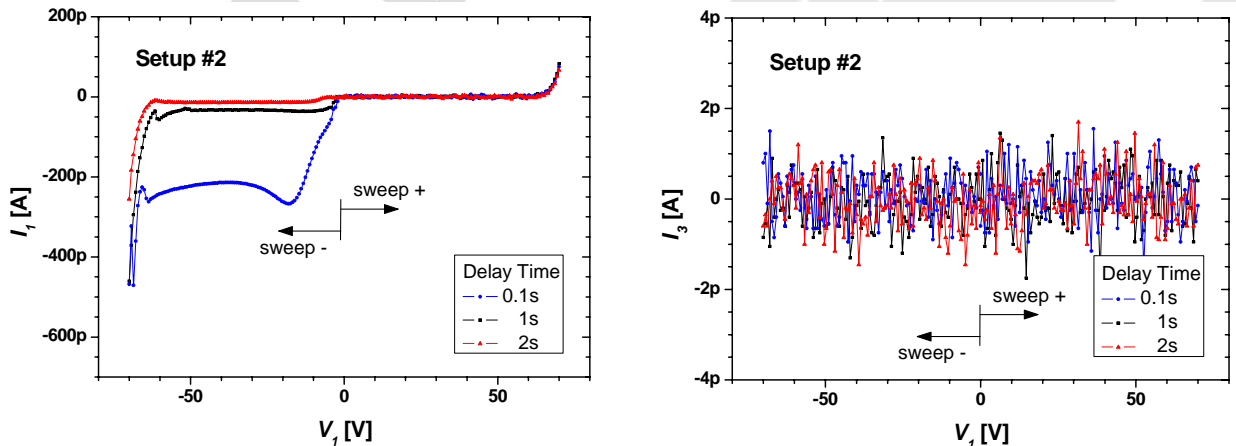 200p
0
-200p
-400p
-600p
I1 [A]
Setup #2
sweep +
sweep -
Delay Time
0.1s
1s
2s
-50
0
50
V1 [V]
4p
2p
0
-2p
-4p
I3 [A]
Setup #2
sweep +
sweep -
Delay Time
0.1s
1s
2s
-50
0
50
V1 [V]